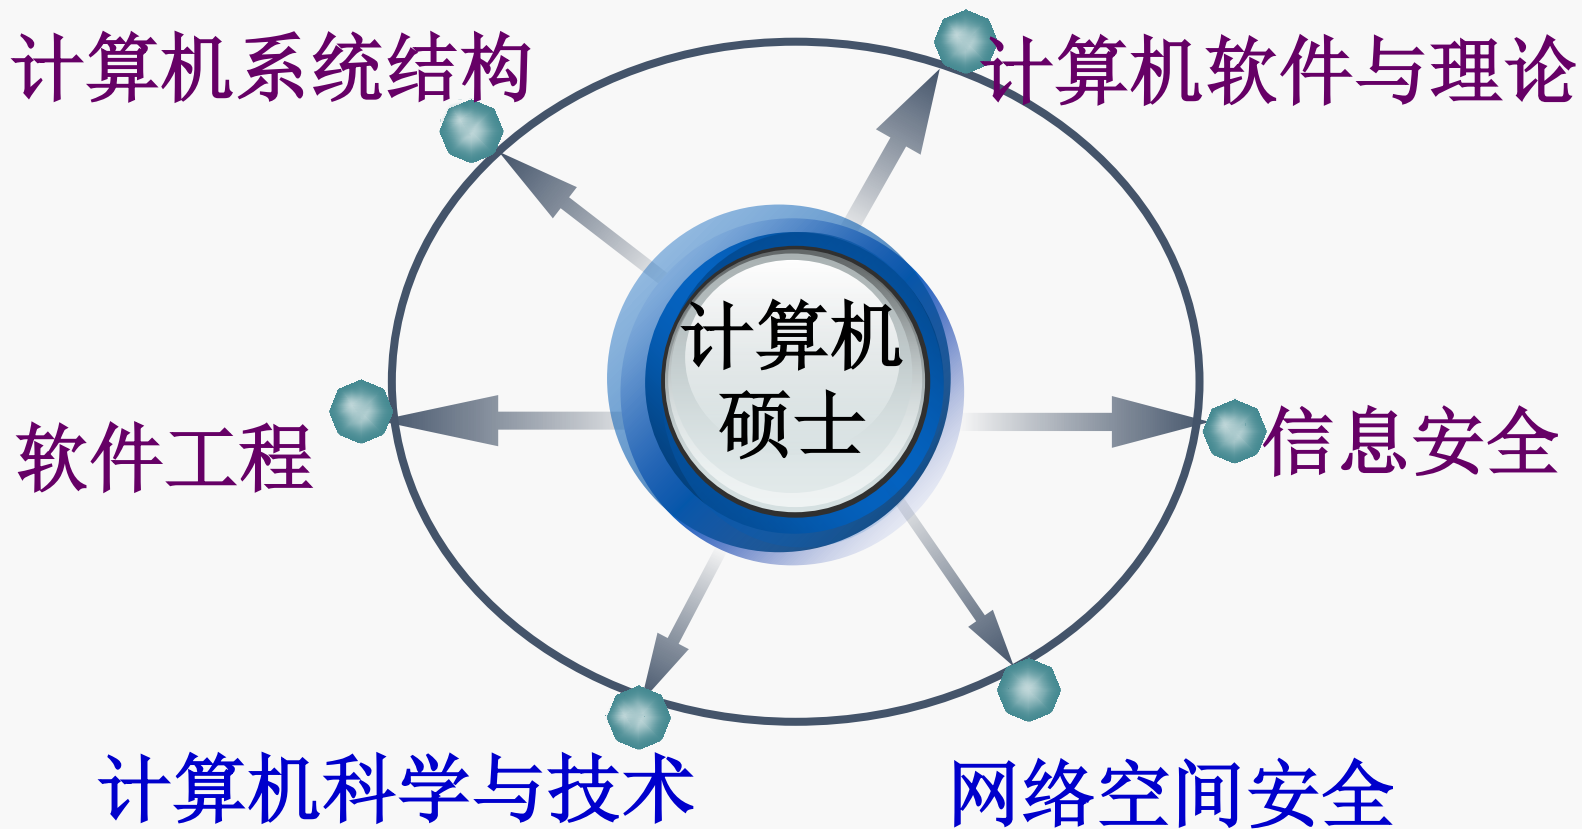 计算机系统结构
计算机软件与理论
计算机
硕士
软件工程
信息安全
计算机科学与技术
网络空间安全